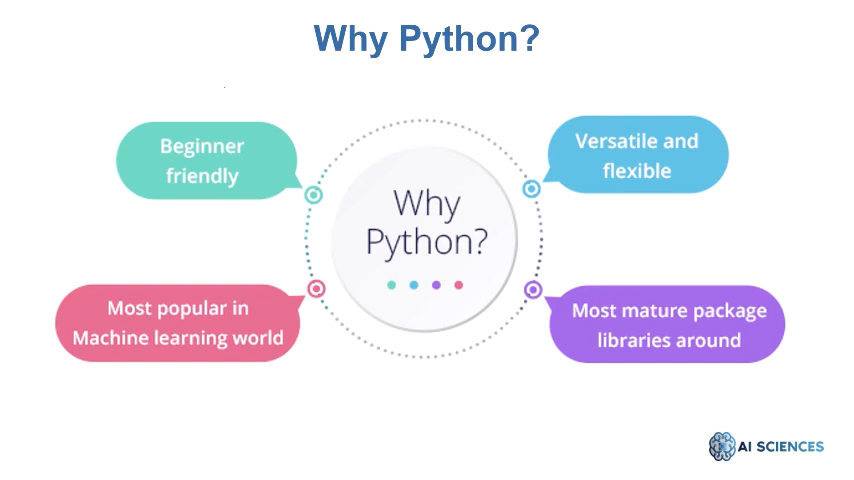 Why Python?
Beginner
friendly
Versatile and
flexible
Why
Python?
Most popular in
Machine learning world
Most mature package
libraries around
AI SCIENCES